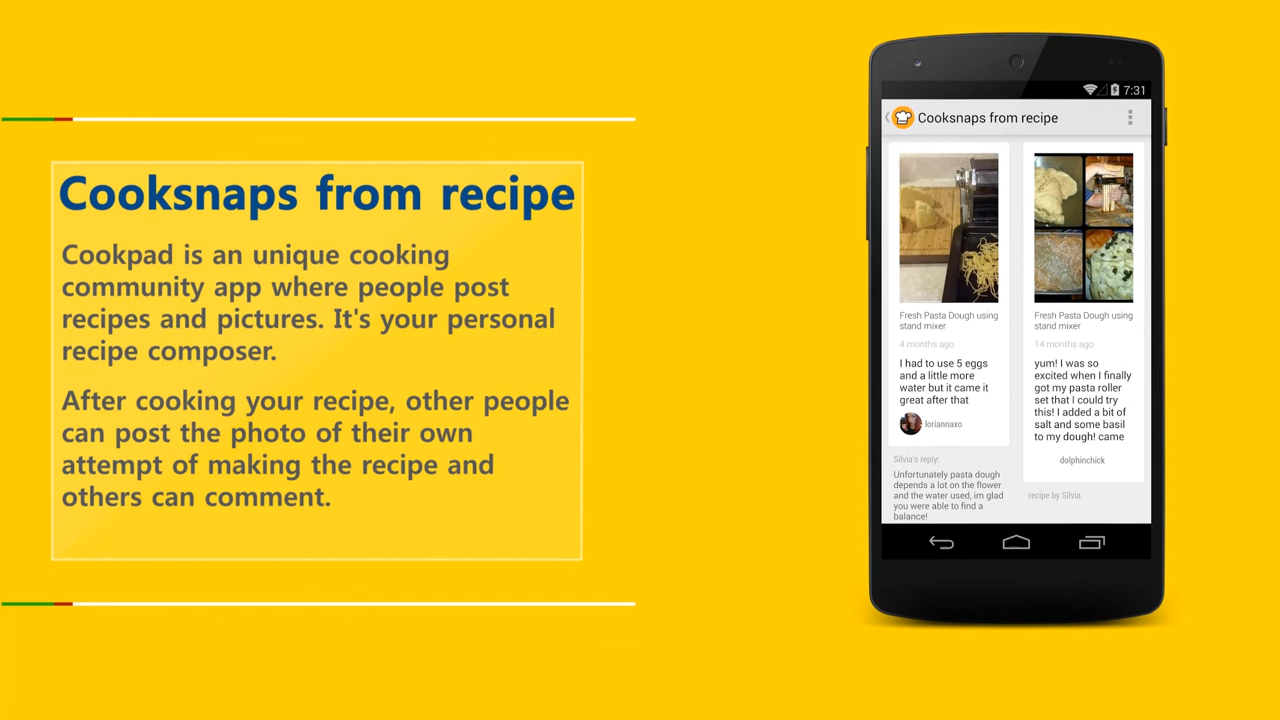 Cooksnaps from recipe
Cookpad is an unique cooking
community app where people post
recipes and pictures. It's your personal
recipe composer.
After cooking your recipe, other people
can post the photo of their own
attempt of making the recipe and
others can comment.
7:31
Cooksnaps from recipe
Fresh Pasta Dough using
stand mixer
4 months ago
I had to use 5 eggs
and a little more
water but it came it
great after that
loriannaxo
Silvia's reply:
Unfortunately pasta dough
depends a lot on the flower
and the water used, im glad
you were able to find a
balance!
Fresh Pasta Dough using
stand mixer
14 months ago
yum! I was so
excited when I finally
got my pasta roller
set that I could try
this! I added a bit of
salt and some basil
to my dough! came
dolphinchick
recipe by Silvia